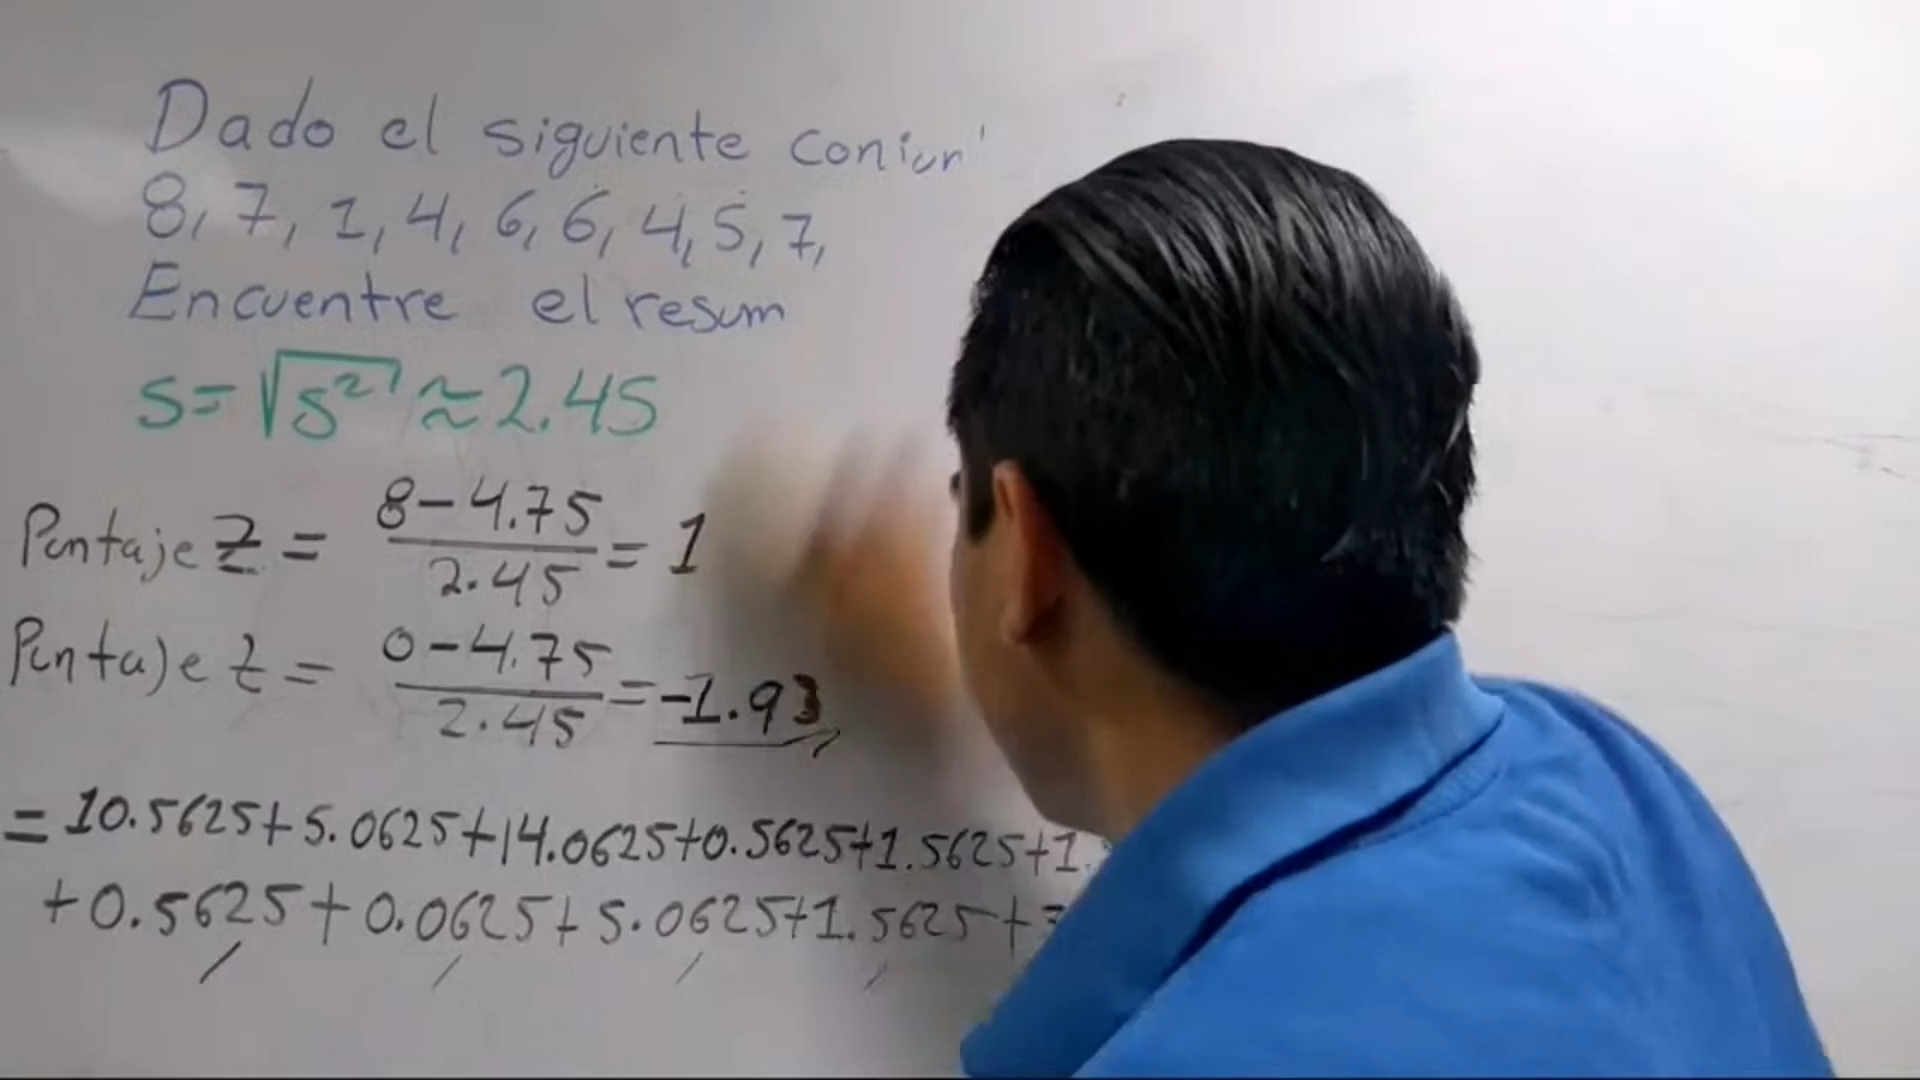 Dado el siguiente
8, 7, 1, 4, 6, 6, 4, 5, 7,
Encuentre el resum
s=√s² ≈ 2.45
Puntaje Z = 8-4.75 / 2.45 = 1
Puntaje Z = 0-4.75 / 2.45 = -1.93
= 10.5625+5.0625+14.0625+0.5625+1.5625+1.
+0.5625+0.0625+5.0625+1.5625+